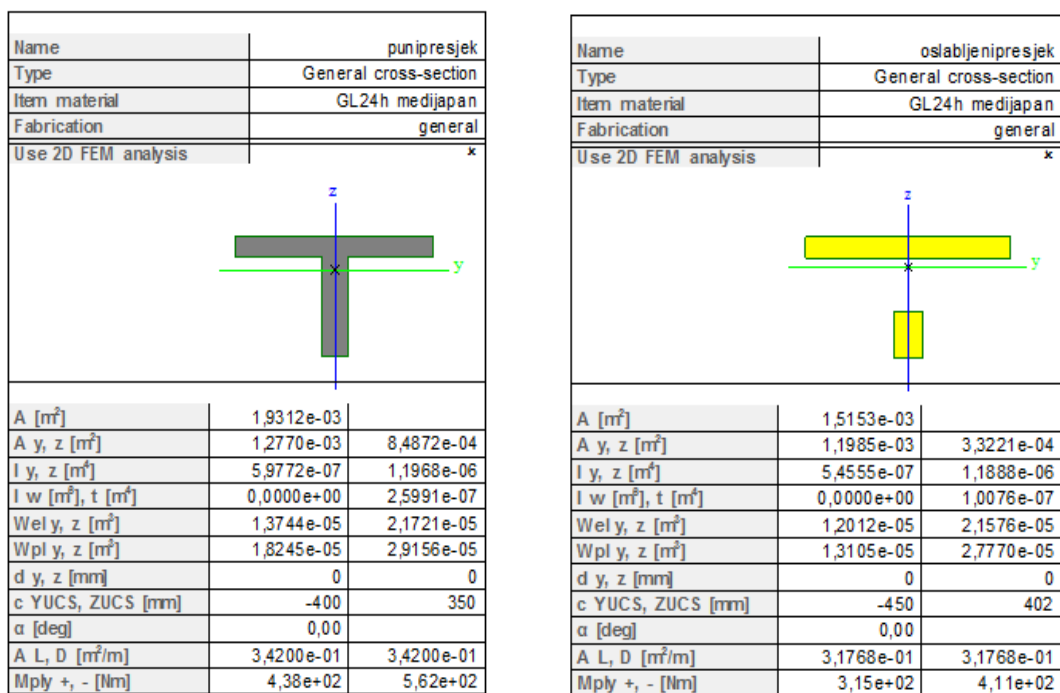 Name punipresjek
Type General cross-section
Item material GL24h medijapan
Fabrication general
Use 2D FEM analysis ×
z
y
A [m²] 1,9312e-03
A y, z [m²] 1,2770e-03 8,4872e-04
I y, z [m⁴] 5,9772e-07 1,1968e-06
I w [m⁶], t [m⁴] 0,0000e+00 2,5991e-07
Wel y, z [m³] 1,3744e-05 2,1721e-05
Wpl y, z [m³] 1,8245e-05 2,9156e-05
d y, z [mm] 0 0
c YUCS, ZUCS [mm] -400 350
α [deg] 0,00
A L, D [m²/m] 3,4200e-01 3,4200e-01
Mply +, - [Nm] 4,38e+02 5,62e+02
Name oslabljenipresjek
Type General cross-section
Item material GL24h medijapan
Fabrication general
Use 2D FEM analysis ×
z
y
A [m²] 1,5153e-03
A y, z [m²] 1,1985e-03 3,3221e-04
I y, z [m⁴] 5,4555e-07 1,1888e-06
I w [m⁶], t [m⁴] 0,0000e+00 1,0076e-07
Wel y, z [m³] 1,2012e-05 2,1576e-05
Wpl y, z [m³] 1,3105e-05 2,7770e-05
d y, z [mm] 0 0
c YUCS, ZUCS [mm] -450 402
α [deg] 0,00
A L, D [m²/m] 3,1768e-01 3,1768e-01
Mply +, - [Nm] 3,15e+02 4,11e+02